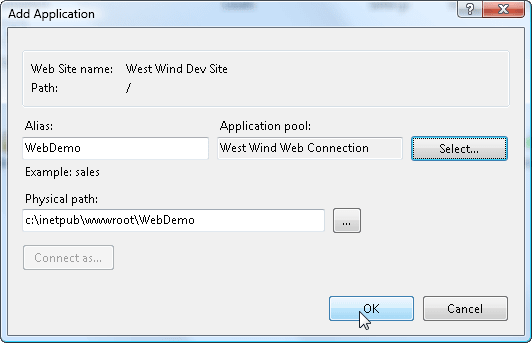 Add Application
Web Site name: West Wind Dev Site
Path: /
Alias: Application pool:
WebDemo West Wind Web Connection Select...
Example: sales
Physical path:
c:\inetpub\wwwroot\WebDemo ...
Connect as...
OK Cancel